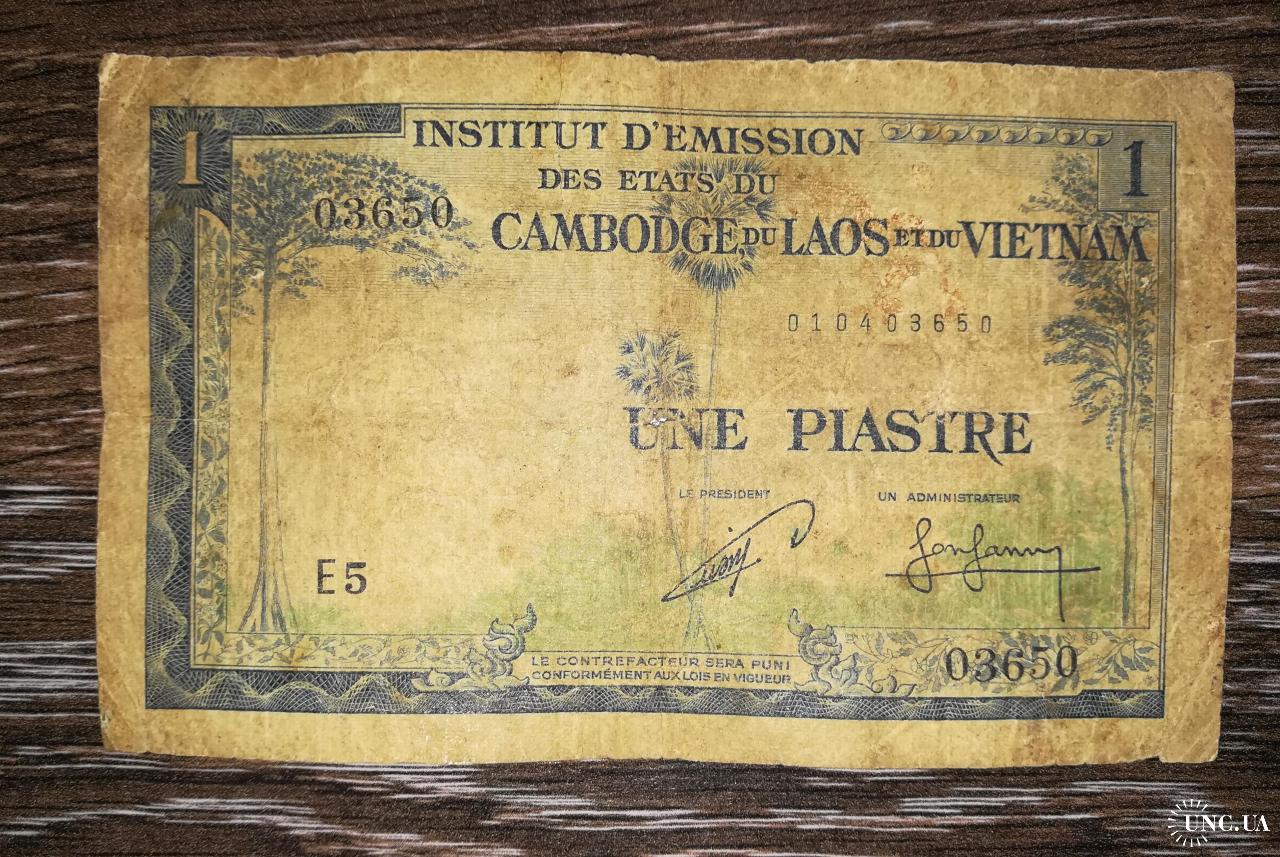 1
INSTITUT D'EMISSION
1
DES ETATS DU
03650
CAMBODGE, DU LAOS ET DU VIETNAM
010403650
UNE PIASTRE
LE PRESIDENT
UN ADMINISTRATEUR
E5
LE CONTREFACTEUR SERA PUNI
CONFORMÉMENT AUX LOIS EN VIGUEUR
03650
UNC.UA